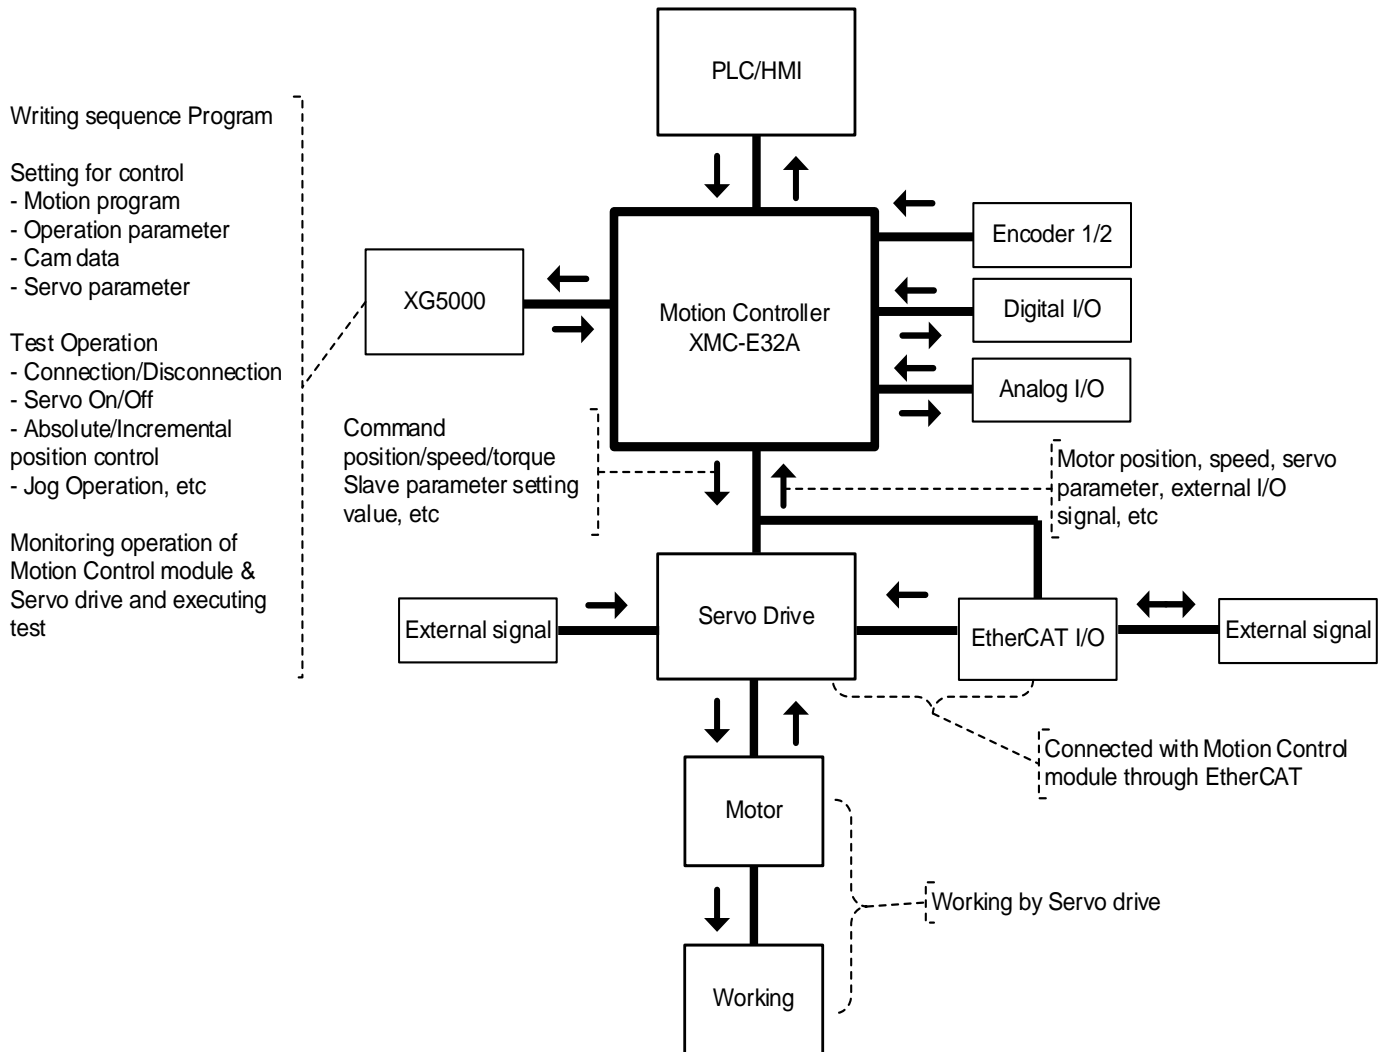 PLC/HMI
Writing sequence Program
Setting for control
- Motion program
- Operation parameter
- Cam data
- Servo parameter
Test Operation
- Connection/Disconnection
- Servo On/Off
- Absolute/Incremental
position control
- Jog Operation, etc
Monitoring operation of
Motion Control module &
Servo drive and executing
test
XG5000
Motion Controller
XMC-E32A
Encoder 1/2
Digital I/O
Analog I/O
Command
position/speed/torque
Slave parameter setting
value, etc
Motor position, speed, servo
parameter, external I/O
signal, etc
External signal
Servo Drive
EtherCAT I/O
External signal
Connected with Motion Control
module through EtherCAT
Motor
Working by Servo drive
Working